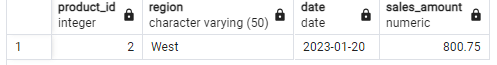 product_id region date sales_amount
integer character varying (50) date numeric
1 2 West 2023-01-20 800.75